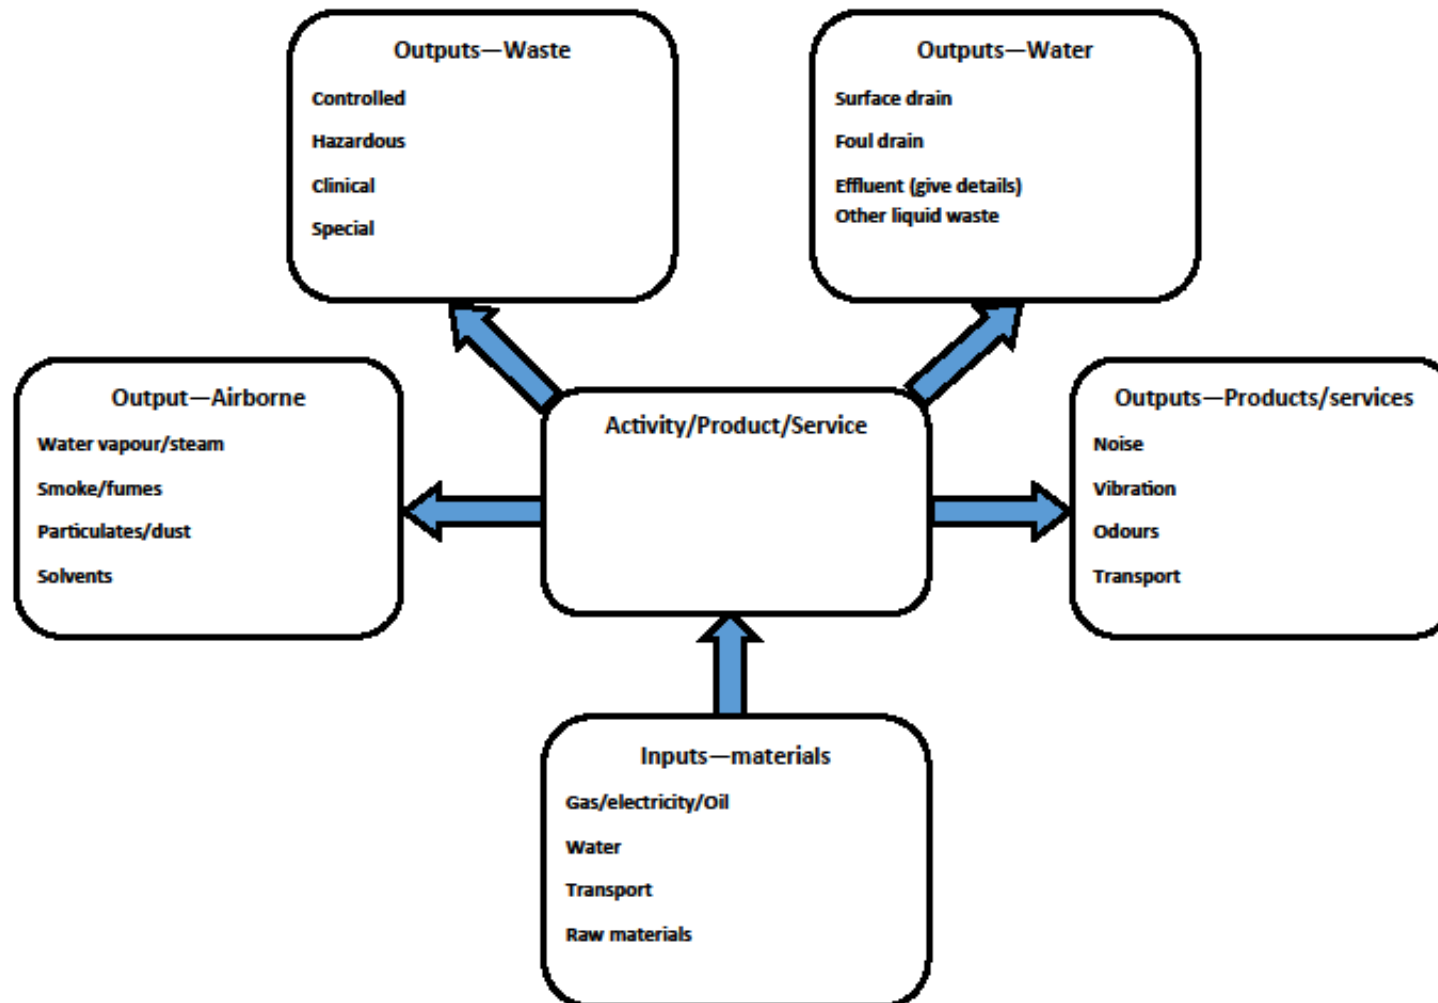 Outputs—Waste
Controlled
Hazardous
Clinical
Special
Outputs—Water
Surface drain
Foul drain
Effluent (give details)
Other liquid waste
Output—Airborne
Water vapour/steam
Smoke/fumes
Particulates/dust
Solvents
Activity/Product/Service
Outputs—Products/services
Noise
Vibration
Odours
Transport
Inputs—materials
Gas/electricity/Oil
Water
Transport
Raw materials